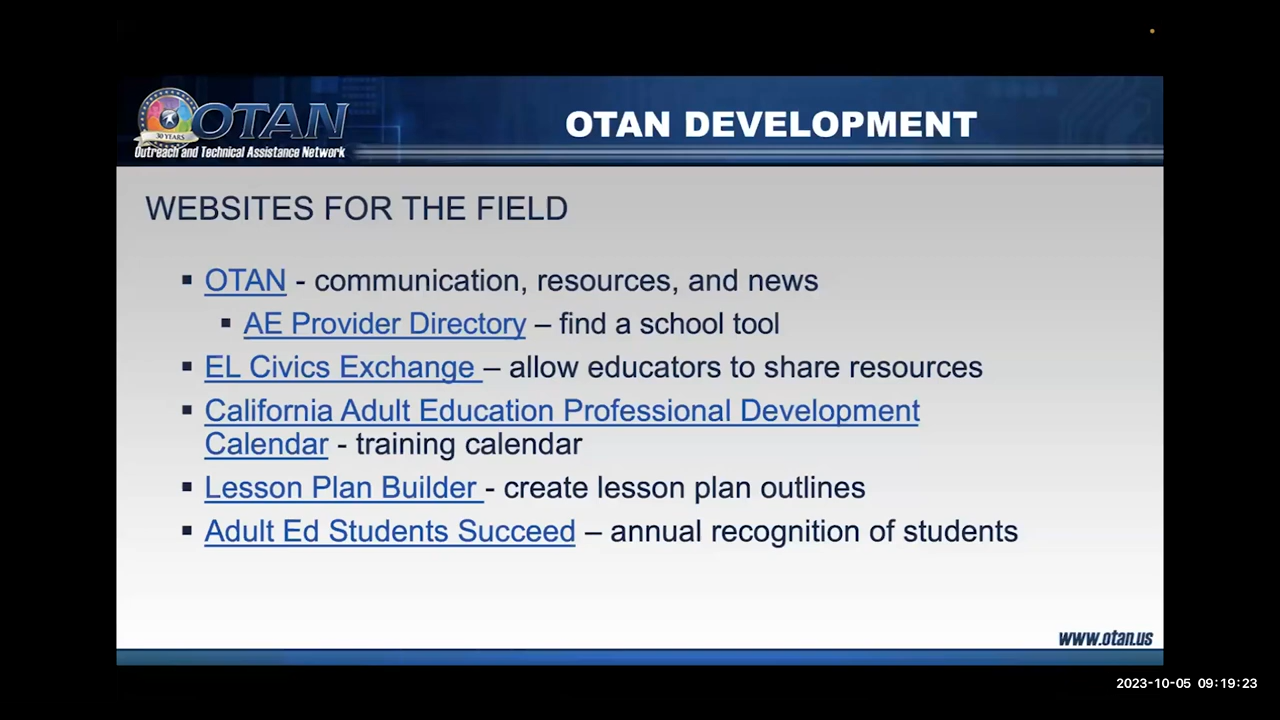 OTAN
30 YEARS
Outreach and Technical Assistance Network
OTAN DEVELOPMENT
WEBSITES FOR THE FIELD
▪ OTAN - communication, resources, and news
▪ AE Provider Directory – find a school tool
▪ EL Civics Exchange – allow educators to share resources
▪ California Adult Education Professional Development
Calendar - training calendar
▪ Lesson Plan Builder - create lesson plan outlines
▪ Adult Ed Students Succeed – annual recognition of students
www.otan.us
2023-10-05 09:19:23